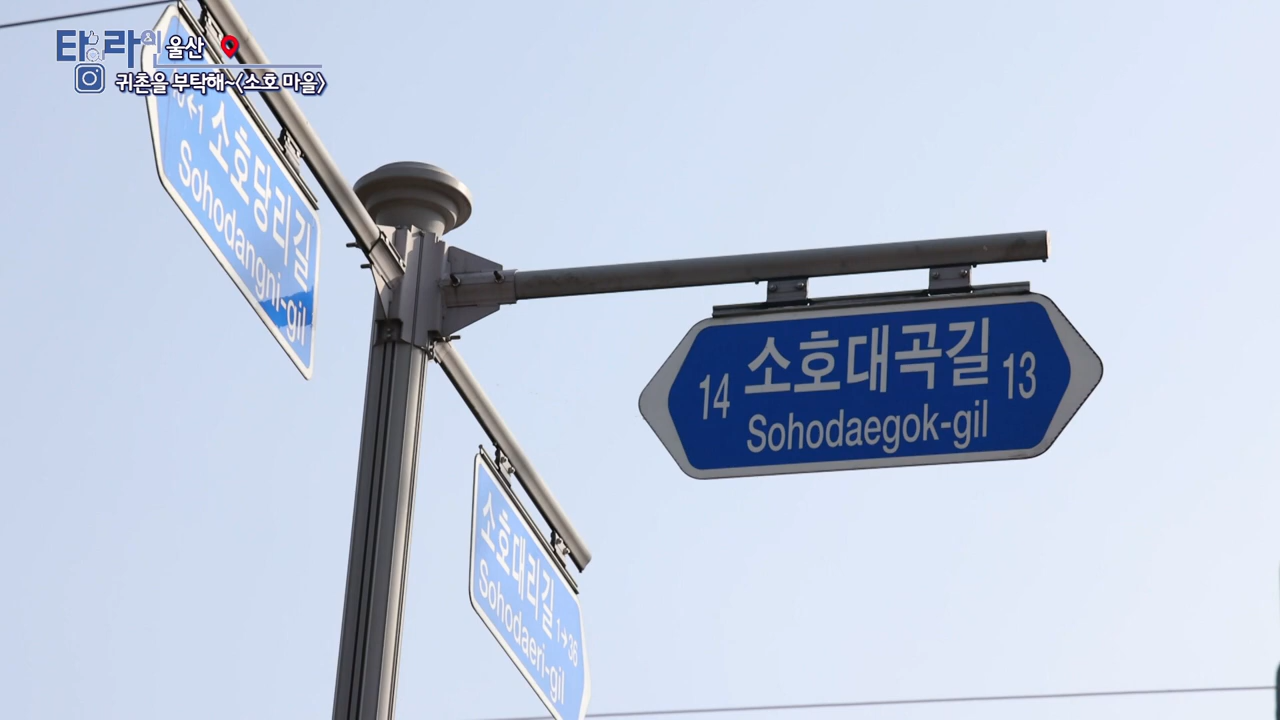 타라의 울산
귀촌을 부탁해~<소호 마을>
←1
소호당리길
Sohodangni-gil
14 소호대곡길 13
Sohodaegok-gil
소호대리길 1→36
Sohodaeri-gil